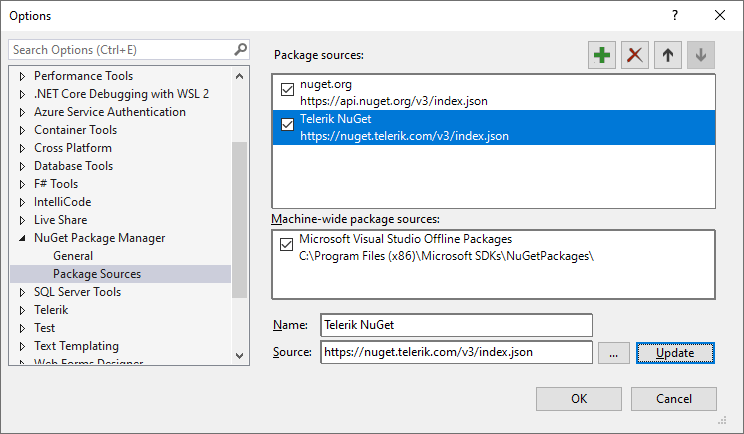 Options
Search Options (Ctrl+E)
Performance Tools
.NET Core Debugging with WSL 2
Azure Service Authentication
Container Tools
Cross Platform
Database Tools
F# Tools
IntelliCode
Live Share
NuGet Package Manager
General
Package Sources
SQL Server Tools
Telerik
Test
Text Templating
Web Forms Designer
Package sources:
nuget.org
https://api.nuget.org/v3/index.json
Telerik NuGet
https://nuget.telerik.com/v3/index.json
Machine-wide package sources:
Microsoft Visual Studio Offline Packages
C:\Program Files (x86)\Microsoft SDKs\NuGetPackages\
Name: Telerik NuGet
Source: https://nuget.telerik.com/v3/index.json ... Update
OK Cancel